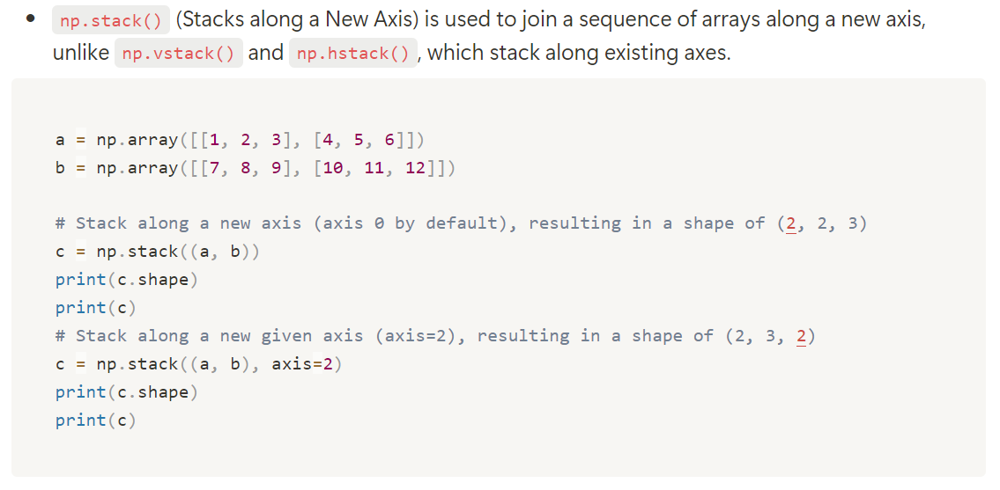 • np.stack() (Stacks along a New Axis) is used to join a sequence of arrays along a new axis,
unlike np.vstack() and np.hstack(), which stack along existing axes.
a = np.array([[1, 2, 3], [4, 5, 6]])
b = np.array([[7, 8, 9], [10, 11, 12]])
# Stack along a new axis (axis 0 by default), resulting in a shape of (2, 2, 3)
c = np.stack((a, b))
print(c.shape)
print(c)
# Stack along a new given axis (axis=2), resulting in a shape of (2, 3, 2)
c = np.stack((a, b), axis=2)
print(c.shape)
print(c)